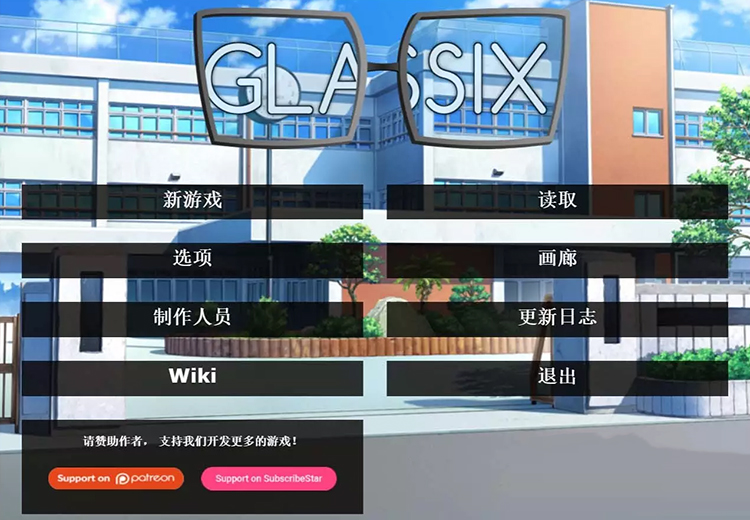 GLASSIX
新游戏
读取
选项
画廊
制作人员
更新日志
Wiki
退出
请赞助作者， 支持我们开发更多的游戏！
Support on patreon
Support on SubscribeStar